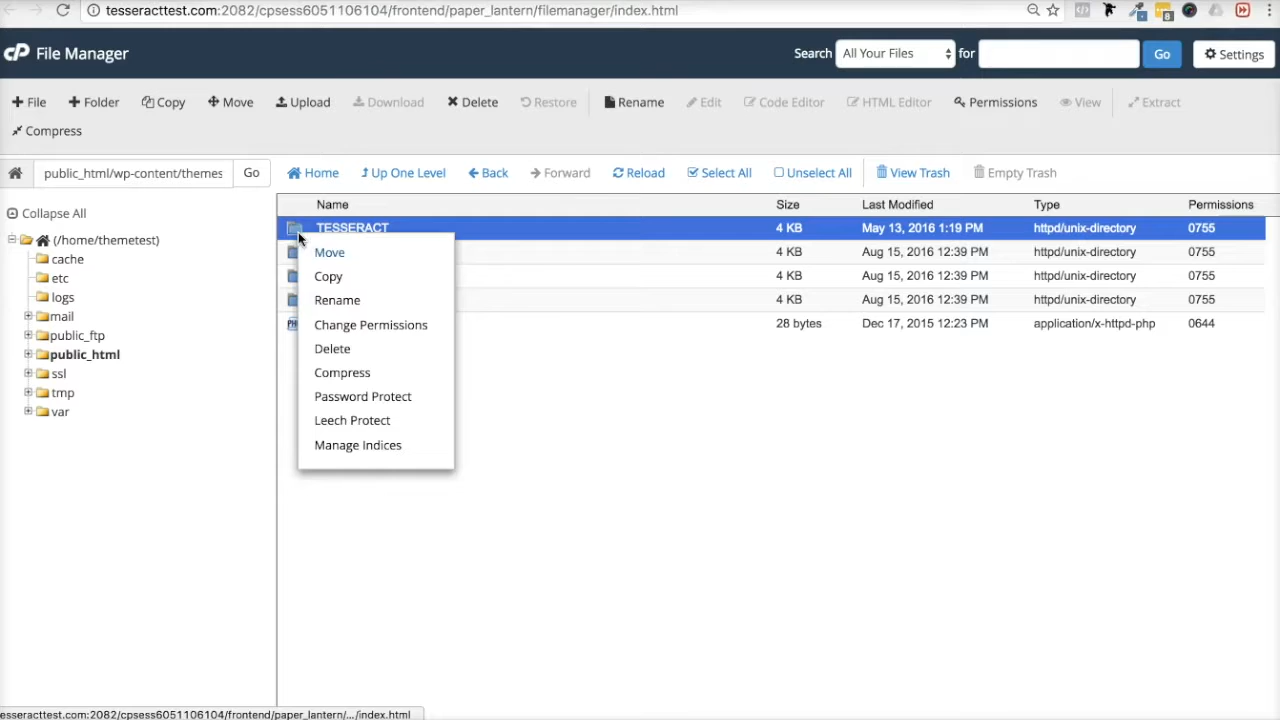 tesseracttest.com:2082/cpsess6051106104/frontend/paper_lantern/filemanager/index.html
cP File Manager
Search All Your Files for Go Settings
File Folder Copy Move Upload Download Delete Restore Rename Edit Code Editor HTML Editor Permissions View Extract
Compress
public_html/wp-content/themes Go Home Up One Level Back Forward Reload Select All Unselect All View Trash Empty Trash
Name Size Last Modified Type Permissions
Collapse All
(/home/themetest)
cache
etc
logs
mail
public_ftp
public_html
ssl
tmp
var
TESSERACT 4 KB May 13, 2016 1:19 PM httpd/unix-directory 0755
4 KB Aug 15, 2016 12:39 PM httpd/unix-directory 0755
4 KB Aug 15, 2016 12:39 PM httpd/unix-directory 0755
4 KB Aug 15, 2016 12:39 PM httpd/unix-directory 0755
28 bytes Dec 17, 2015 12:23 PM application/x-httpd-php 0644
Move
Copy
Rename
Change Permissions
Delete
Compress
Password Protect
Leech Protect
Manage Indices
tesseracttest.com:2082/cpsess6051106104/frontend/paper_lantern/.../index.html